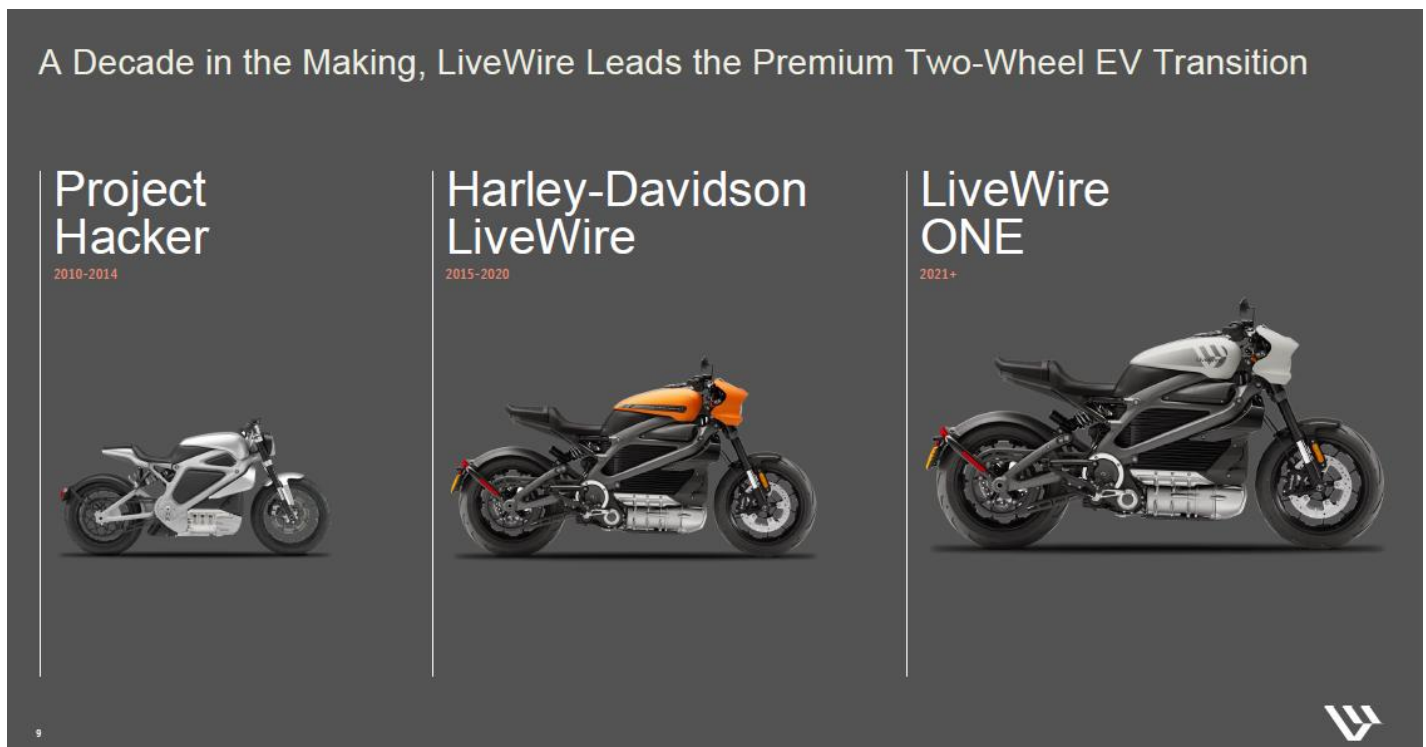 A Decade in the Making, LiveWire Leads the Premium Two-Wheel EV Transition
Project
Hacker
2010-2014
Harley-Davidson
LiveWire
2015-2020
LiveWire
ONE
2021+
9